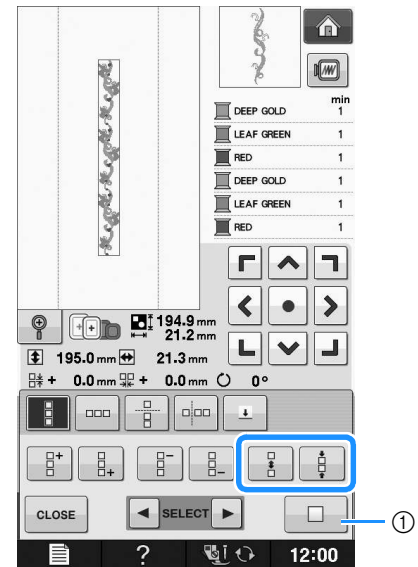 min
DEEP GOLD 1
LEAF GREEN 1
RED 1
DEEP GOLD 1
LEAF GREEN 1
RED 1
194.9 mm
21.2 mm
195.0 mm 21.3 mm
+ 0.0 mm + 0.0 mm 0°
CLOSE SELECT ①
? 12:00